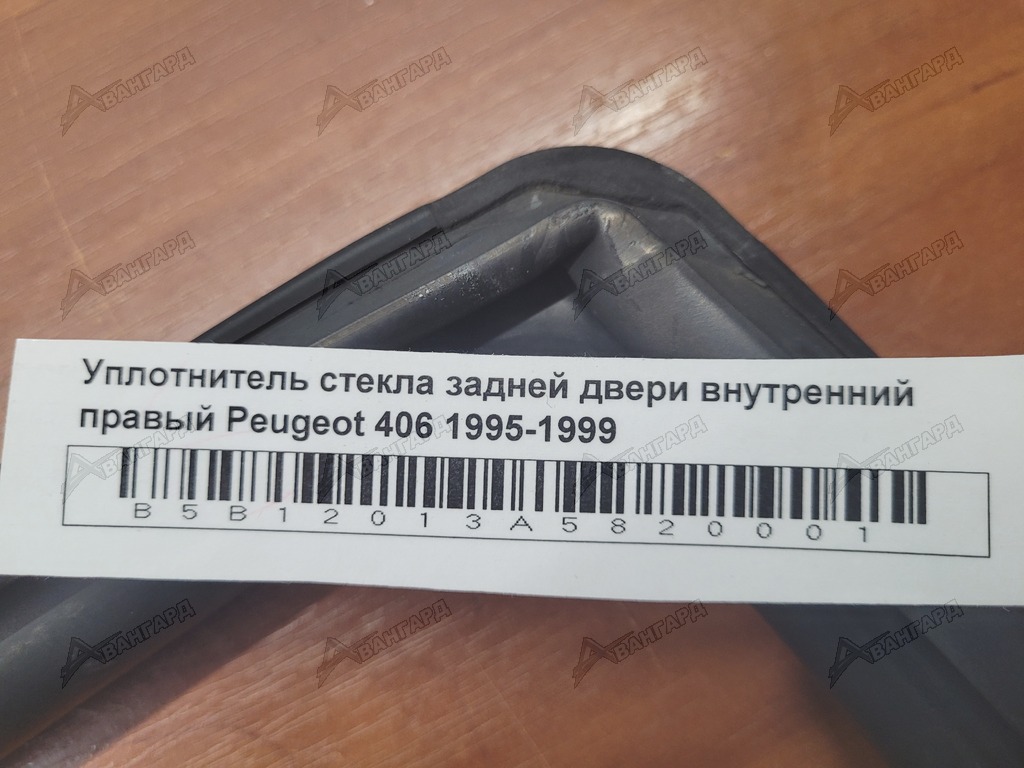 Уплотнитель стекла задней двери внутренний
правый Peugeot 406 1995-1999
B5B12013A5820001
АВАНГАРД